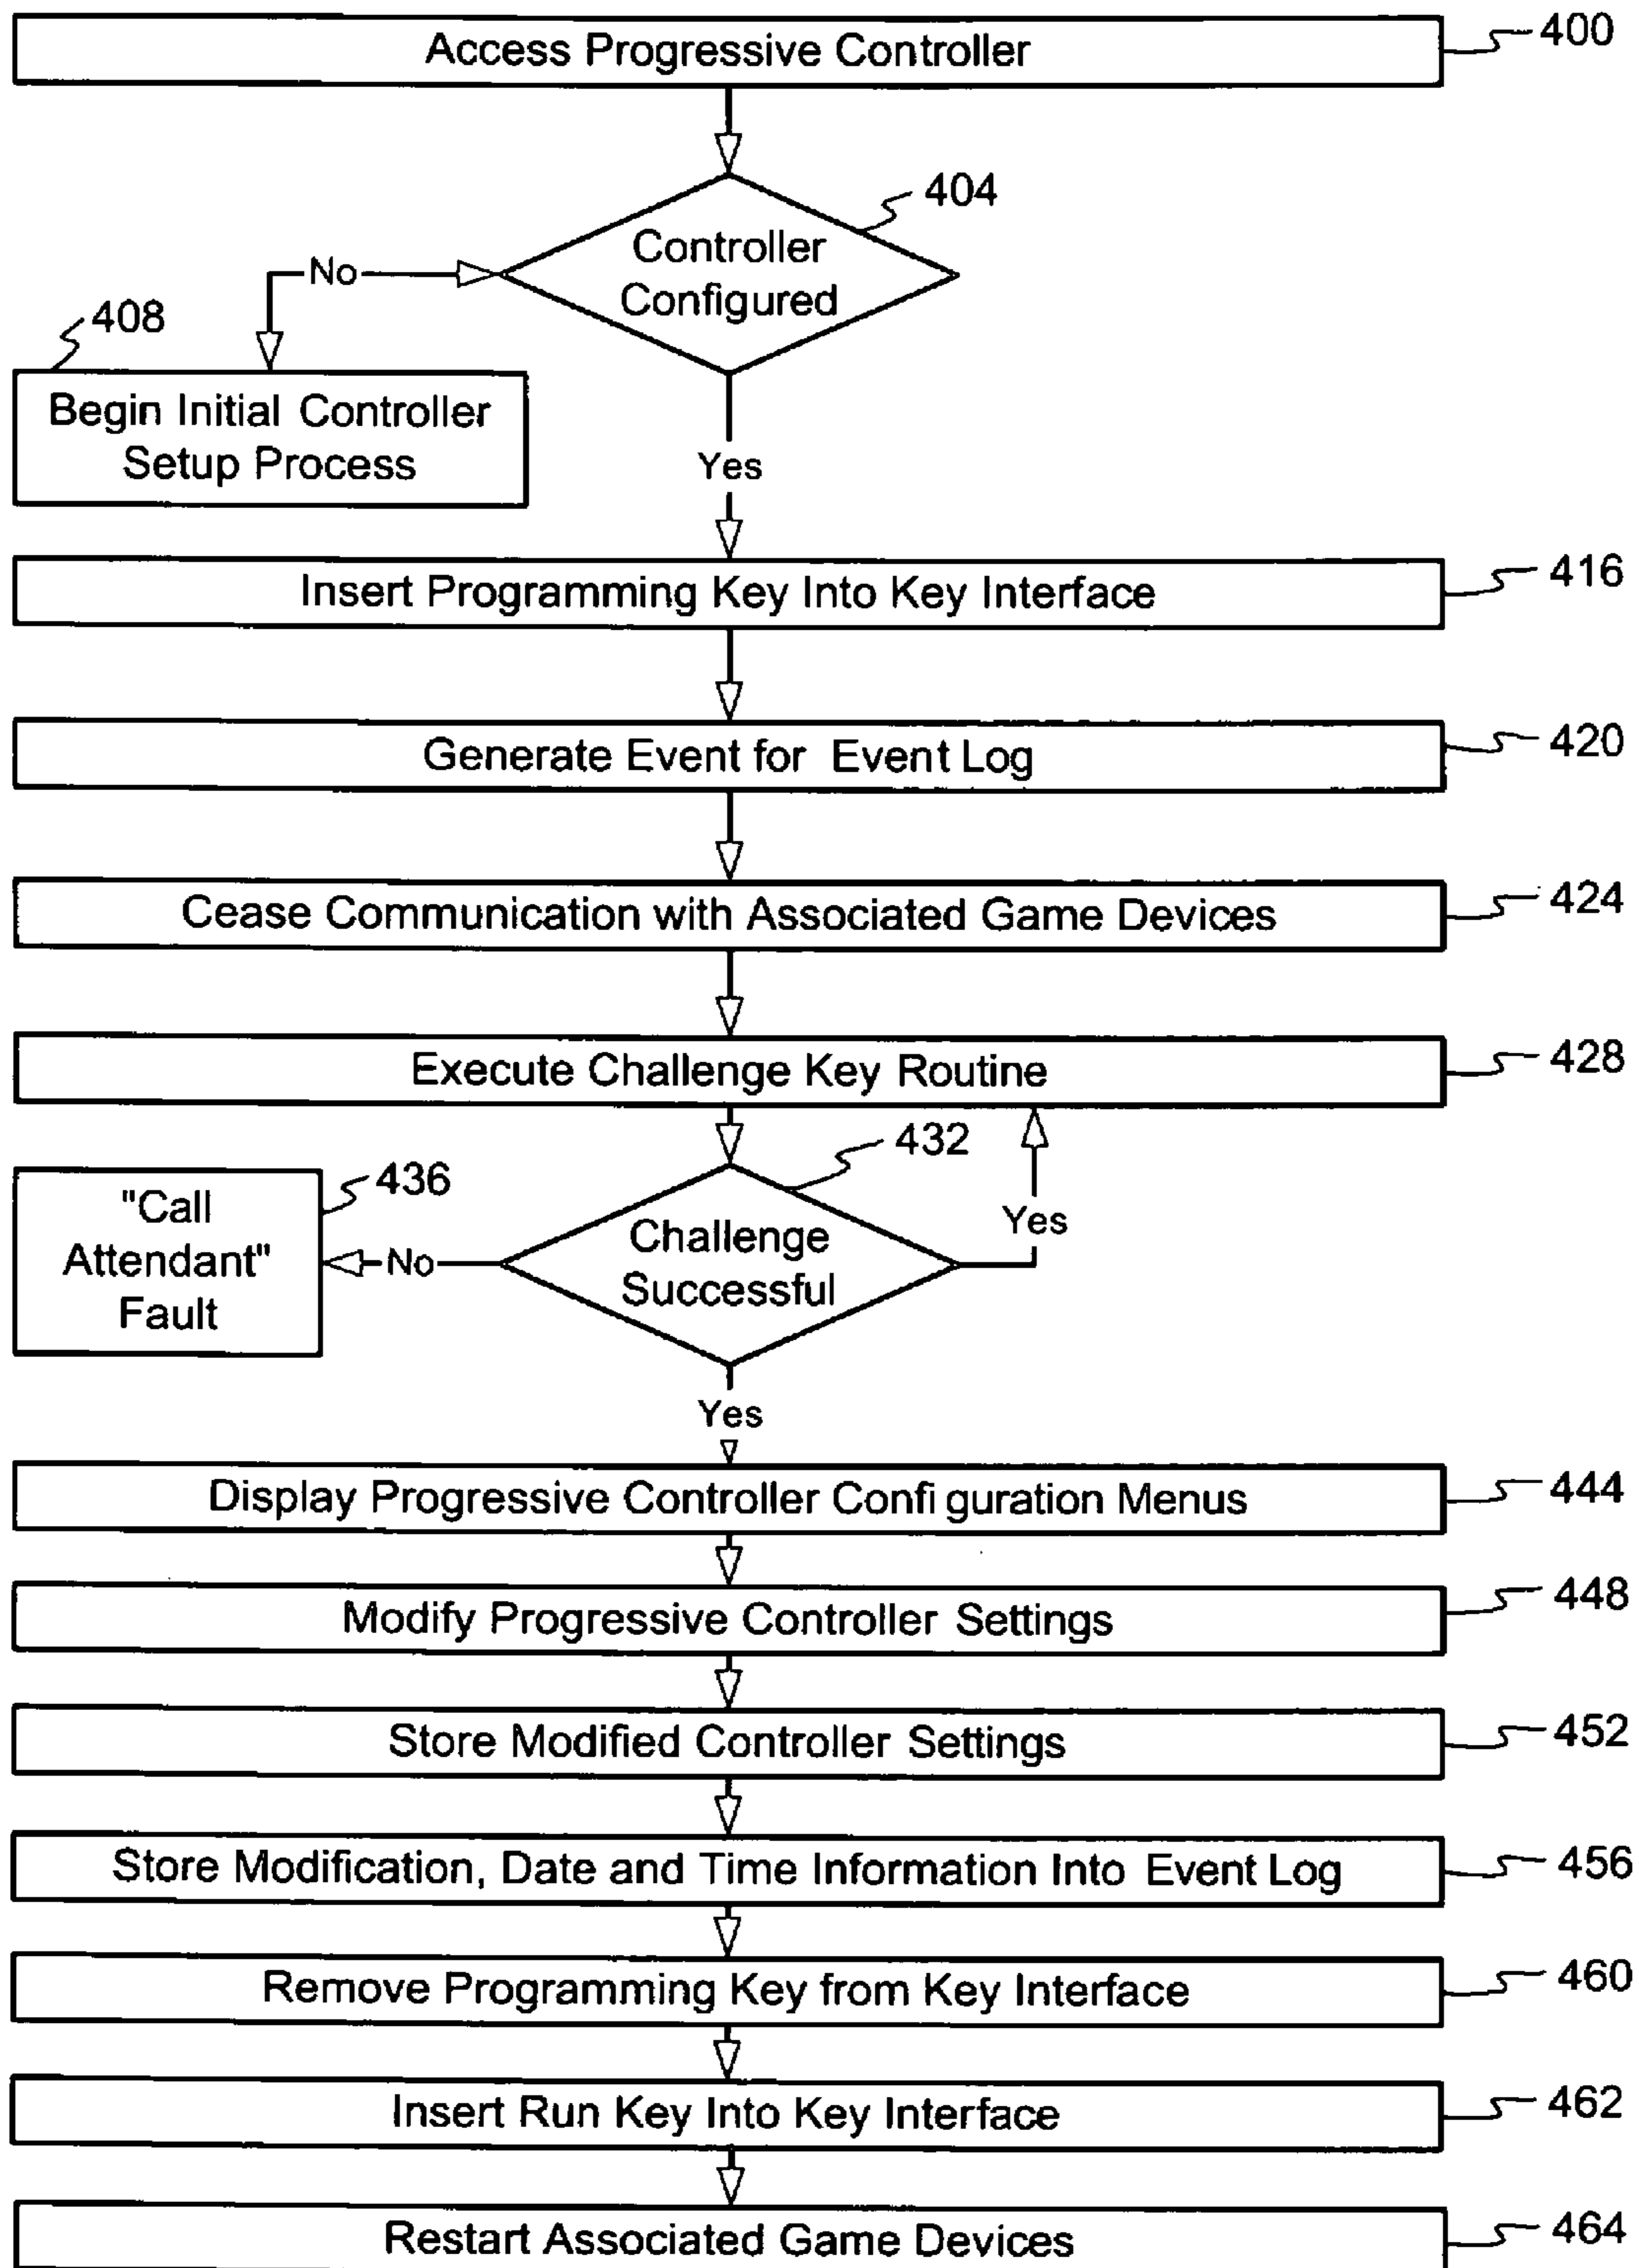 Access Progressive Controller
400
404
Controller
Configured
No
408
Begin Initial Controller
Setup Process
Yes
Insert Programming Key Into Key Interface
416
Generate Event for Event Log
420
Cease Communication with Associated Game Devices
424
Execute Challenge Key Routine
428
432
436
"Call
Attendant"
Fault
No
Challenge
Successful
Yes
Yes
Display Progressive Controller Configuration Menus
444
Modify Progressive Controller Settings
448
Store Modified Controller Settings
452
Store Modification, Date and Time Information Into Event Log
456
Remove Programming Key from Key Interface
460
Insert Run Key Into Key Interface
462
Restart Associated Game Devices
464